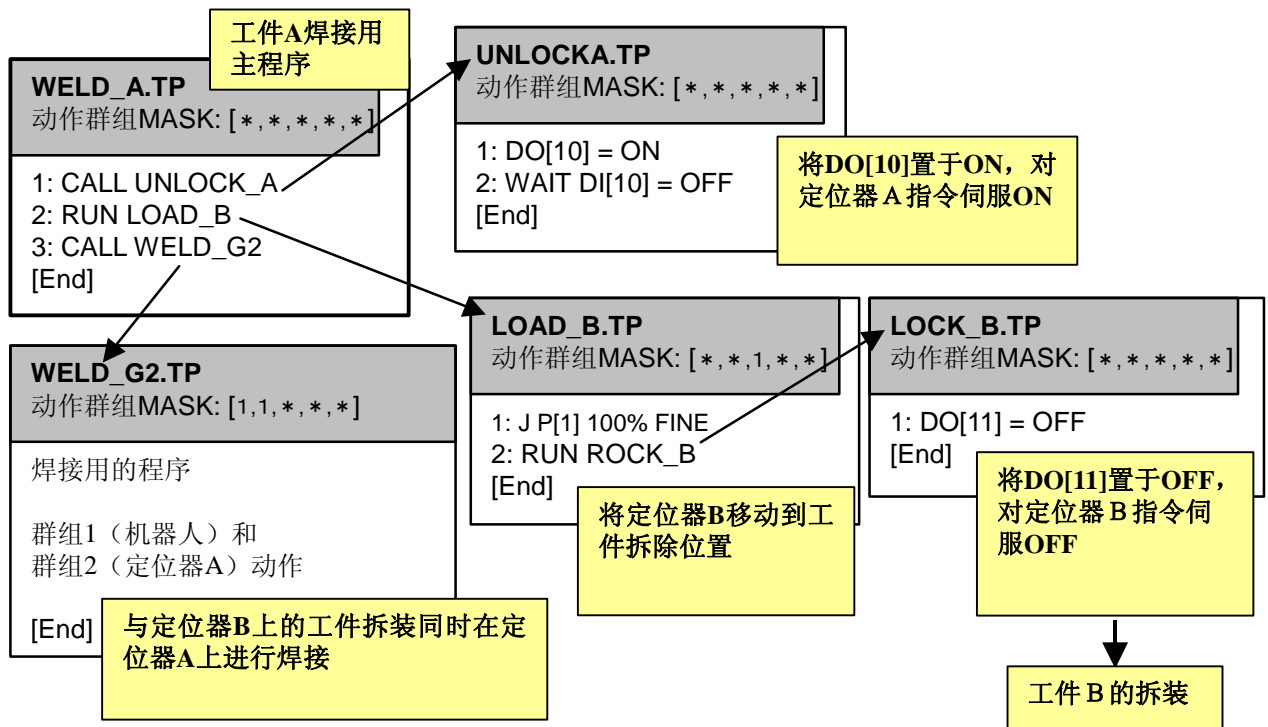 工件A焊接用
主程序
WELD_A.TP
动作群组MASK: [*,*,*,*,*]
1: CALL UNLOCK_A
2: RUN LOAD_B
3: CALL WELD_G2
[End]
UNLOCKA.TP
动作群组MASK: [*,*,*,*,*]
1: DO[10] = ON
2: WAIT DI[10] = OFF
[End]
将DO[10]置于ON，对
定位器Ａ指令伺服ON
WELD_G2.TP
动作群组MASK: [1,1,*,*,*]
焊接用的程序
群组1（机器人）和
群组2（定位器A）动作
[End]
与定位器B上的工件拆装同时在定
位器A上进行焊接
LOAD_B.TP
动作群组MASK: [*,*,1,*,*]
1: J P[1] 100% FINE
2: RUN ROCK_B
[End]
将定位器B移动到工
件拆除位置
LOCK_B.TP
动作群组MASK: [*,*,*,*,*]
1: DO[11] = OFF
[End]
将DO[11]置于OFF，
对定位器Ｂ指令伺
服OFF
工件Ｂ的拆装